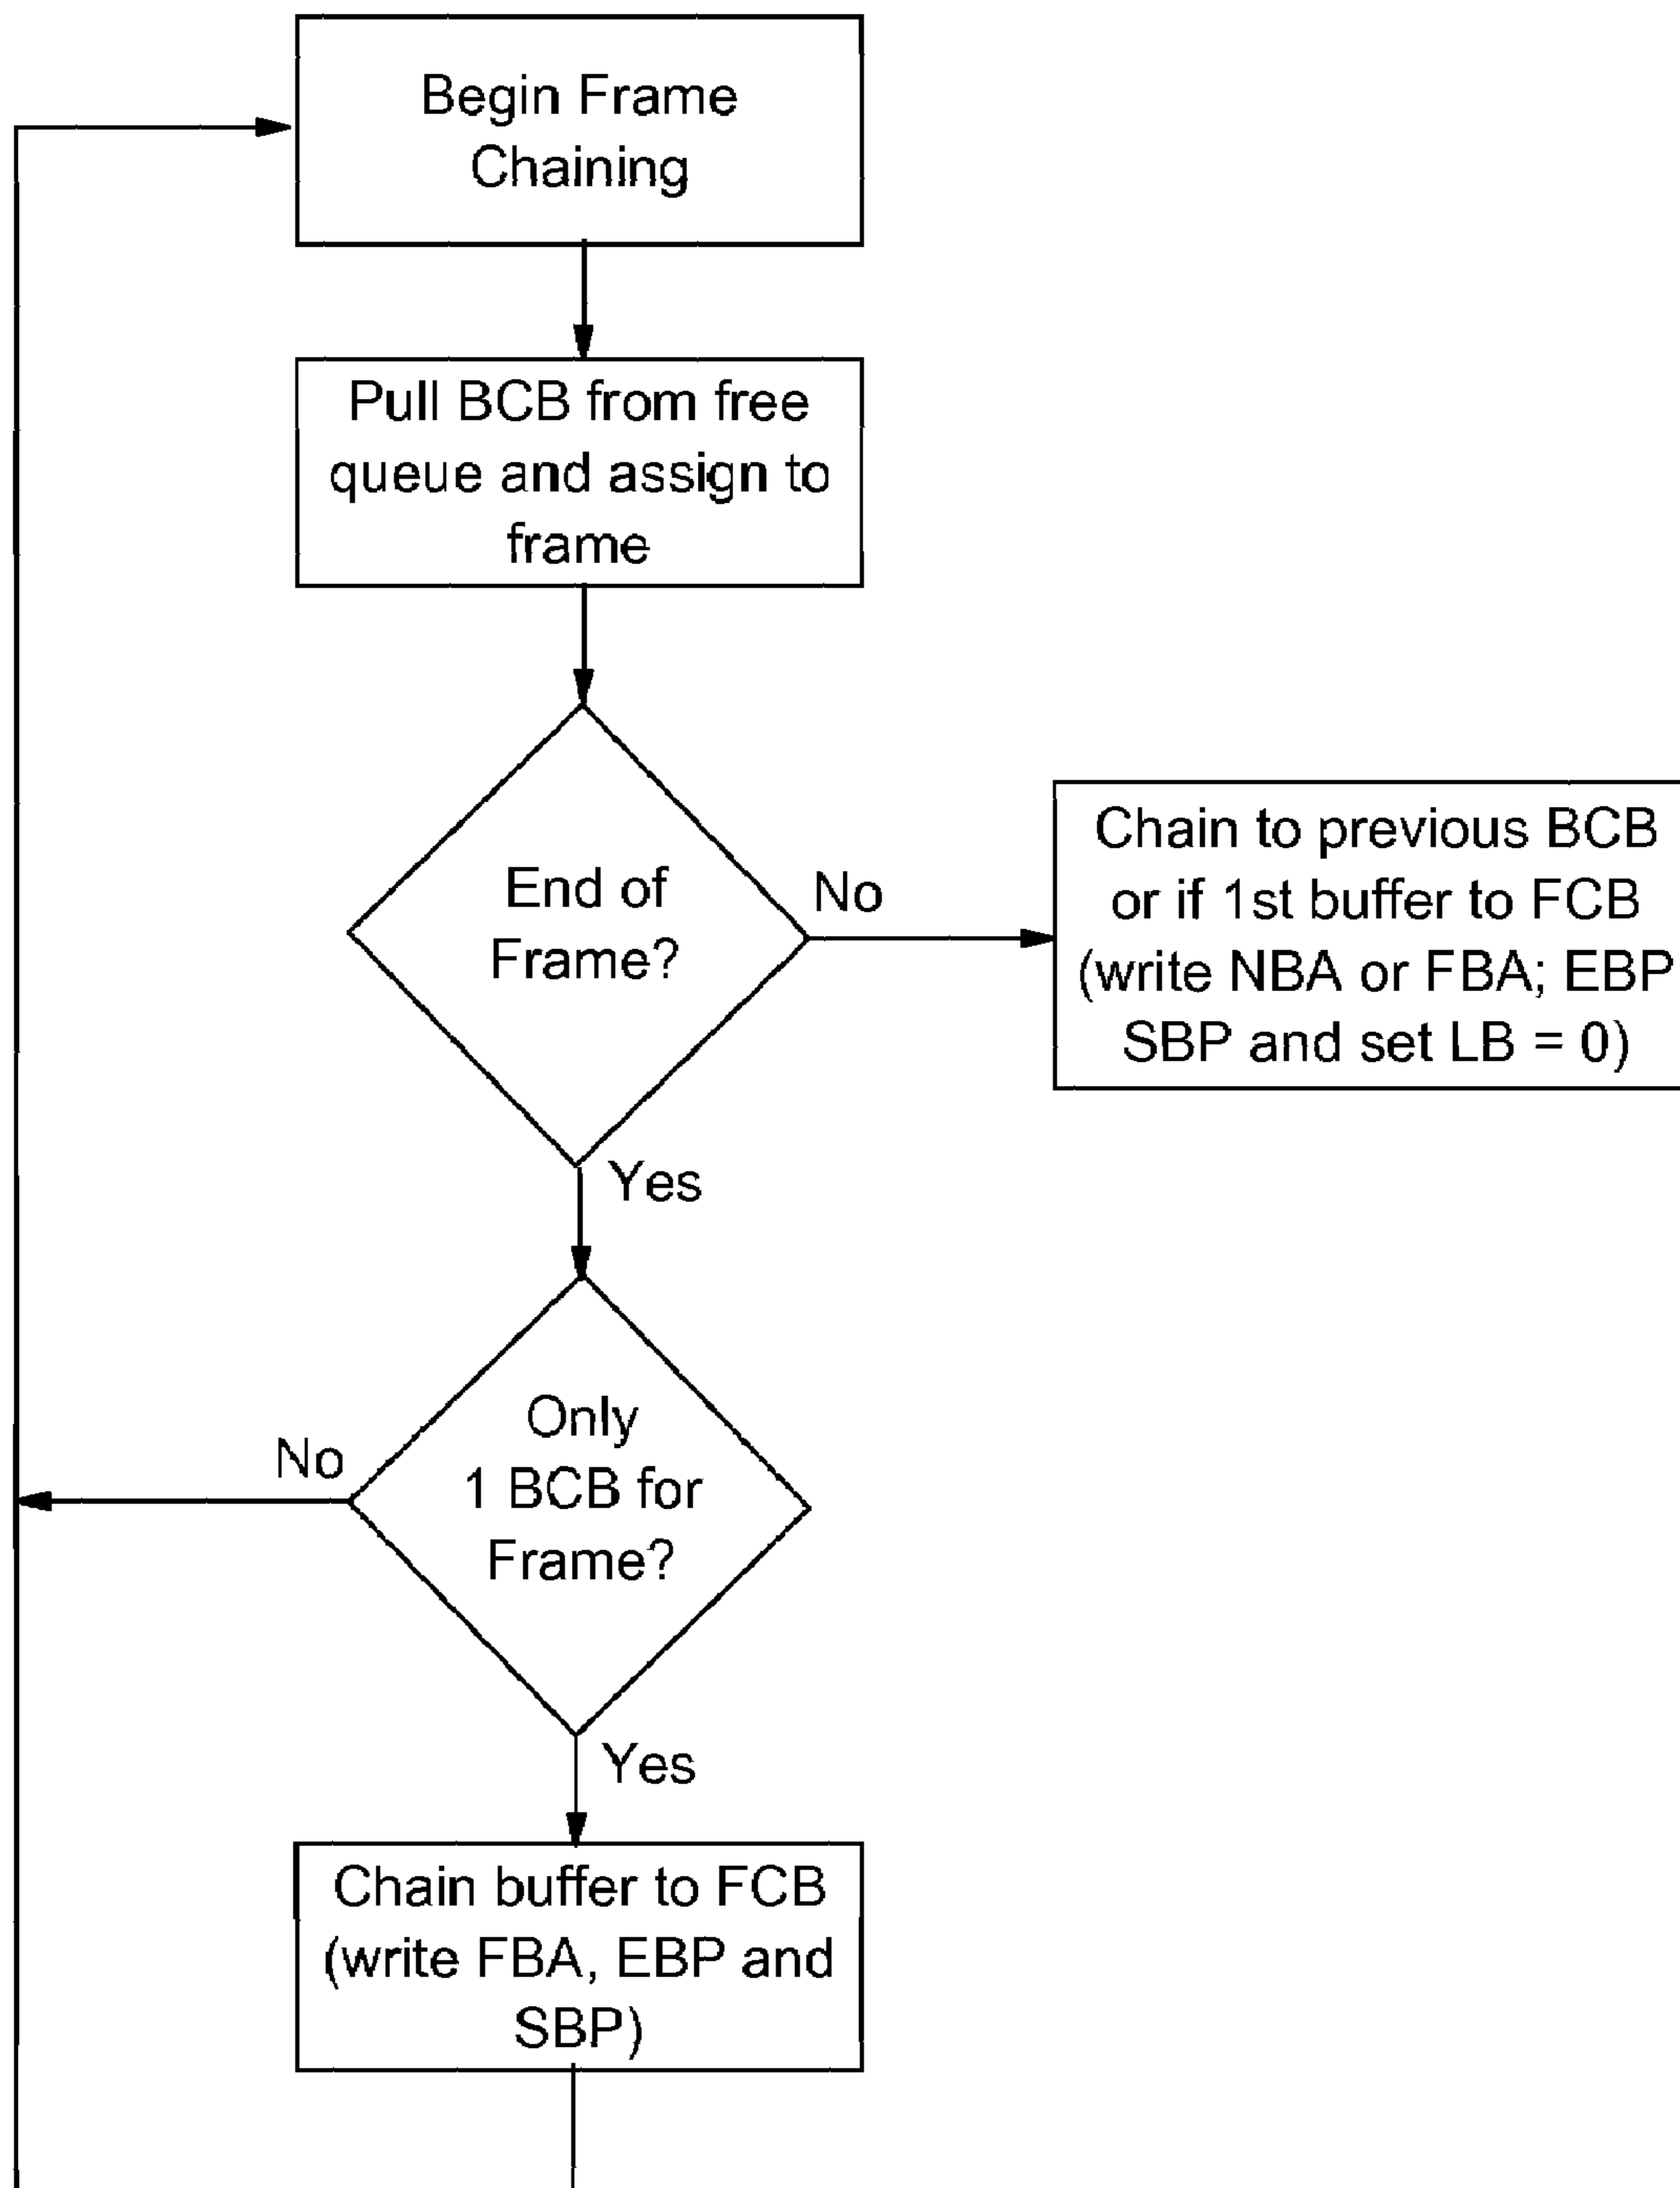 Begin Frame
Chaining
Pull BCB from free
queue and assign to
frame
End of
Frame?
No
Chain to previous BCB
or if 1st buffer to FCB
(write NBA or FBA; EBP
SBP and set LB = 0)
Yes
Only
1 BCB for
Frame?
No
Yes
Chain buffer to FCB
(write FBA, EBP and
SBP)